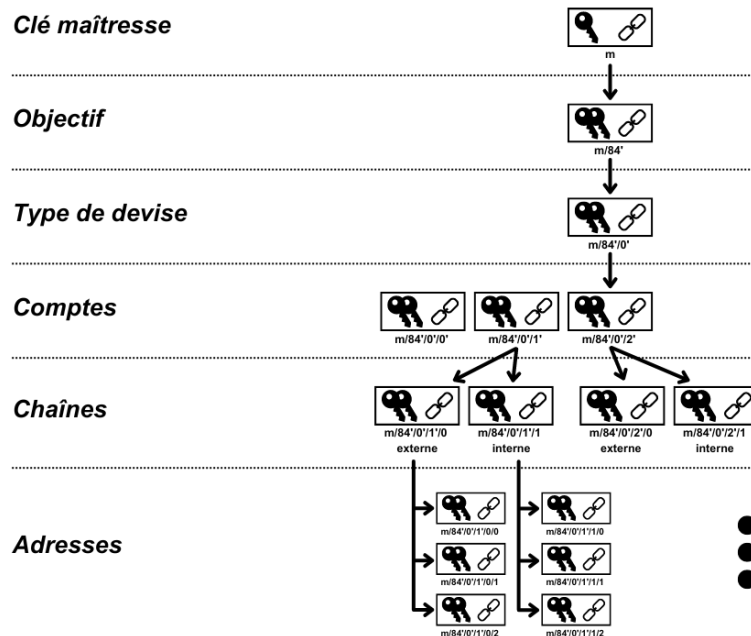 Clé maîtresse
m
Objectif
m/84'
Type de devise
m/84'/0'
Comptes
m/84'/0'/0'
m/84'/0'/1'
m/84'/0'/2'
Chaînes
m/84'/0'/1'/0
externe
m/84'/0'/1'/1
interne
m/84'/0'/2'/0
externe
m/84'/0'/2'/1
interne
Adresses
m/84'/0'/1'/0/0
m/84'/0'/1'/1/0
m/84'/0'/1'/0/1
m/84'/0'/1'/1/1
m/84'/0'/1'/0/2
m/84'/0'/1'/1/2